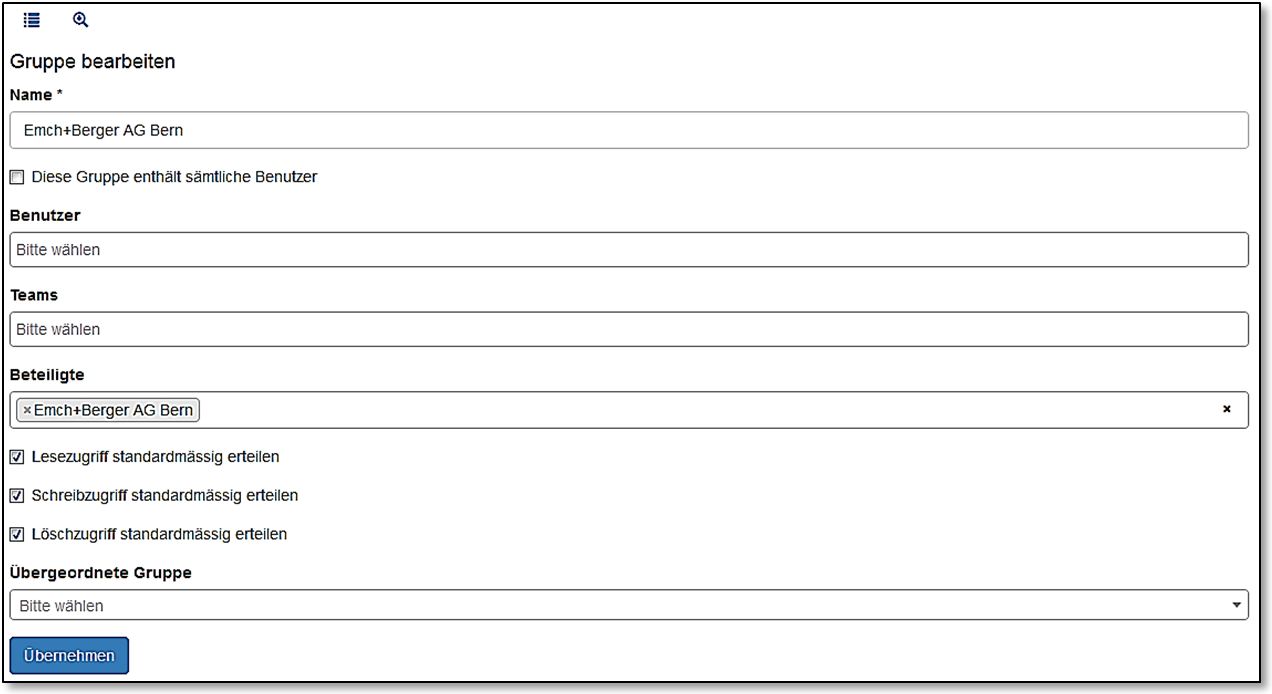 Gruppe bearbeiten
Name *
Emch+Berger AG Bern
Diese Gruppe enthält sämtliche Benutzer
Benutzer
Bitte wählen
Teams
Bitte wählen
Beteiligte
×Emch+Berger AG Bern ×
Lesezugriff standardmässig erteilen
Schreibzugriff standardmässig erteilen
Löschzugriff standardmässig erteilen
Übergeordnete Gruppe
Bitte wählen
Übernehmen